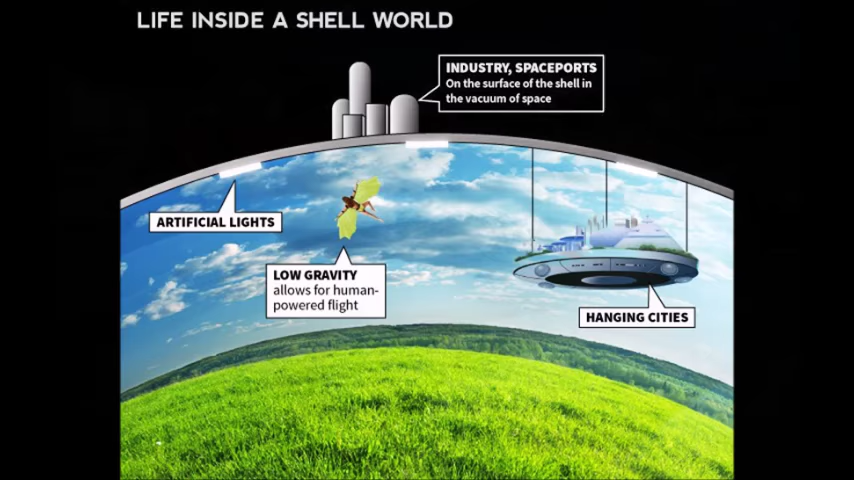 LIFE INSIDE A SHELL WORLD
INDUSTRY, SPACEPORTS
On the surface of the shell in
the vacuum of space
ARTIFICIAL LIGHTS
LOW GRAVITY
allows for human-
powered flight
HANGING CITIES